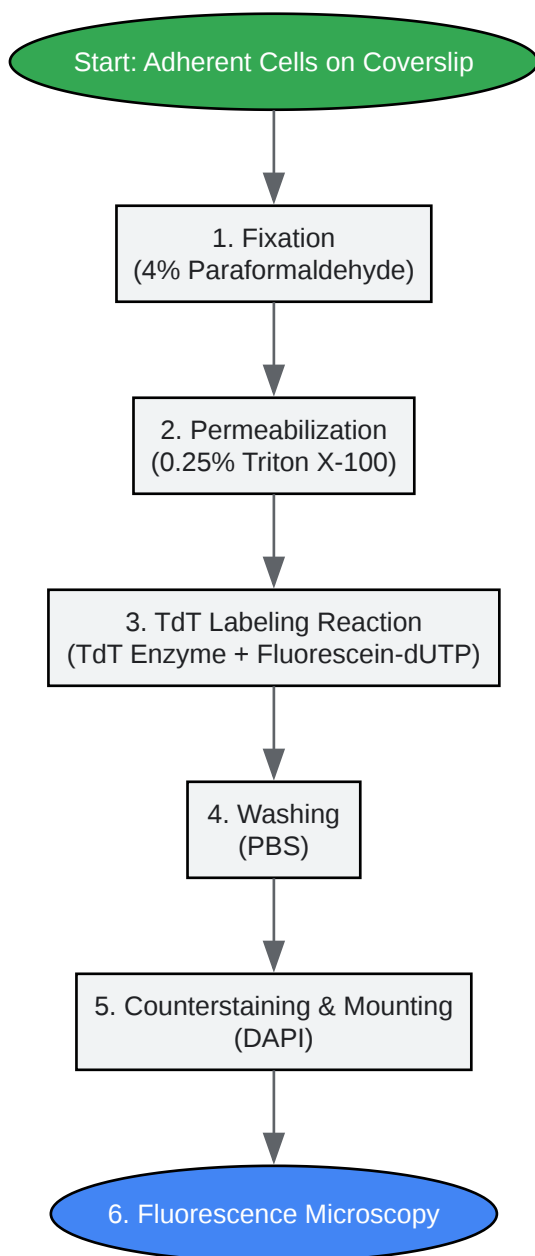 Start: Adherent Cells on Coverslip
1. Fixation
(4% Paraformaldehyde)
2. Permeabilization
(0.25% Triton X-100)
3. TdT Labeling Reaction
(TdT Enzyme + Fluorescein-dUTP)
4. Washing
(PBS)
5. Counterstaining & Mounting
(DAPI)
6. Fluorescence Microscopy